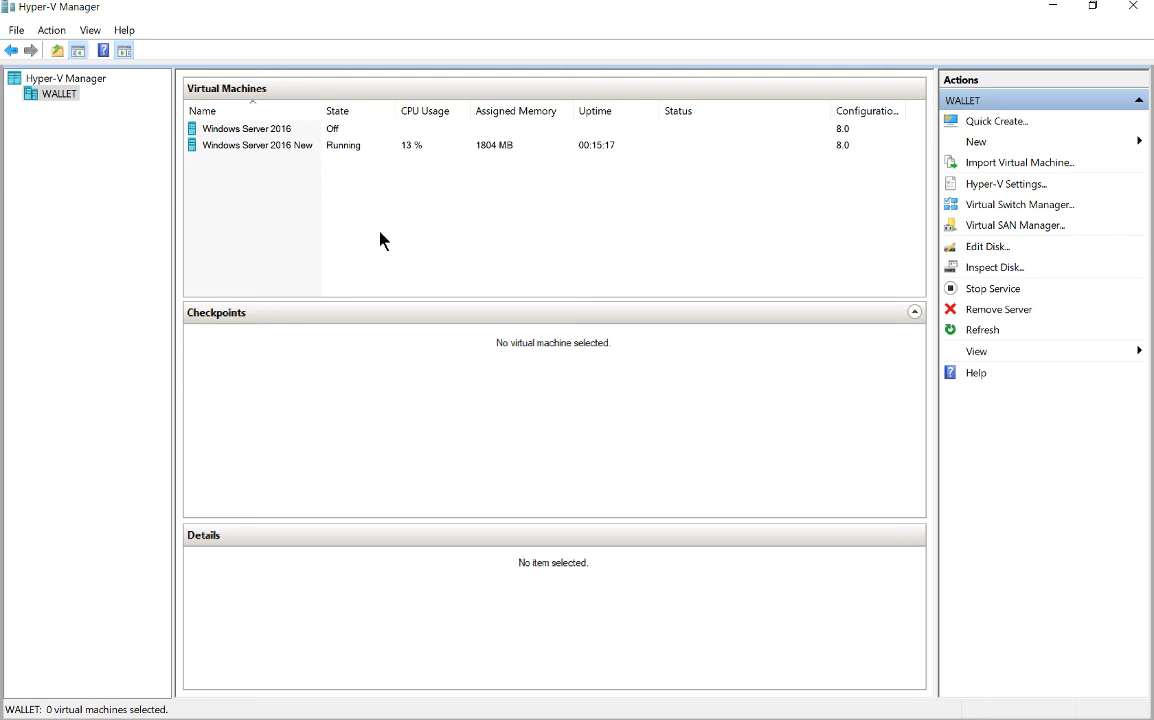 Hyper-V Manager
File Action View Help
Hyper-V Manager
WALLET
Virtual Machines
Name State CPU Usage Assigned Memory Uptime Status Configuratio...
Windows Server 2016 Off 8.0
Windows Server 2016 New Running 13 % 1804 MB 00:15:17 8.0
Checkpoints
No virtual machine selected.
Details
No item selected.
Actions
WALLET
Quick Create...
New
Import Virtual Machine...
Hyper-V Settings...
Virtual Switch Manager...
Virtual SAN Manager...
Edit Disk...
Inspect Disk...
Stop Service
Remove Server
Refresh
View
Help
WALLET: 0 virtual machines selected.